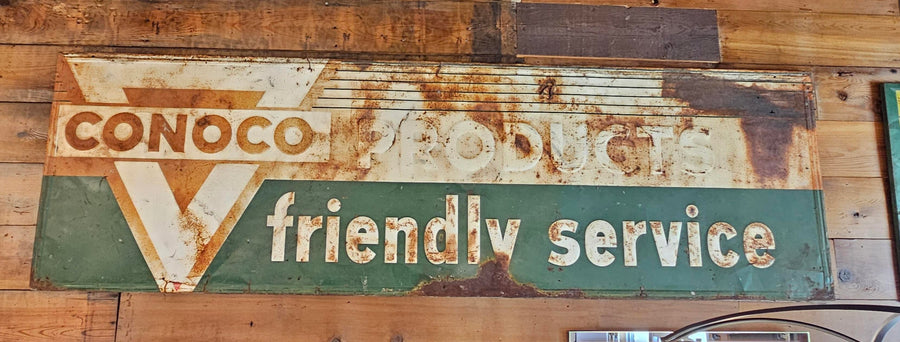 CONOCO PRODUCTS
friendly service